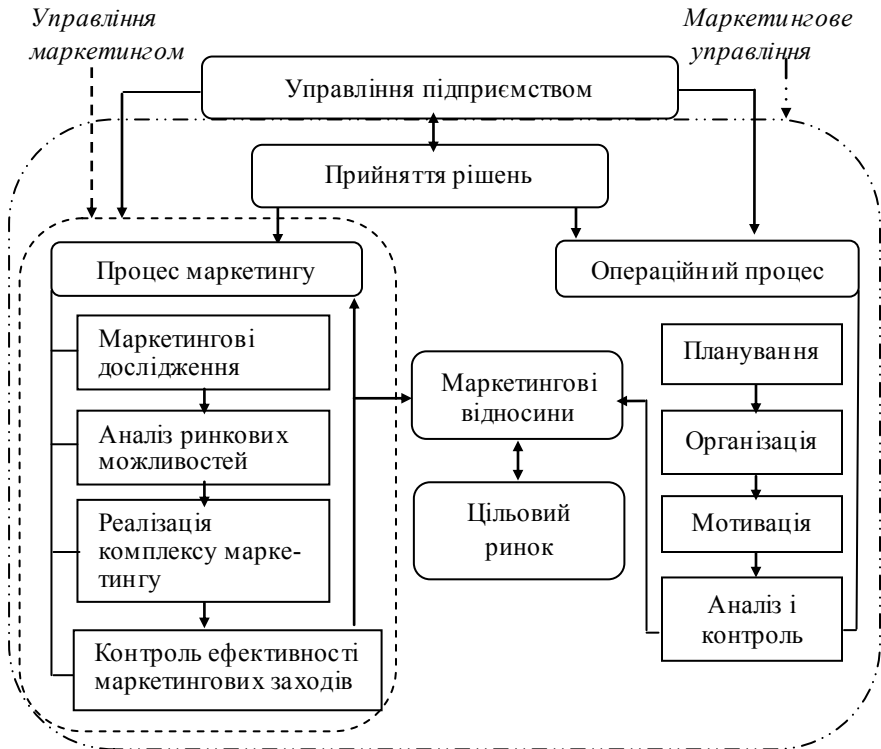 Управління
маркетингом
Маркетингове
управління
Управління підприємством
Прийняття рішень
Процес маркетингу
Операційний процес
Маркетингові
дослідження
Аналіз ринкових
можливостей
Реалізація
комплексу марке-
тингу
Контроль ефективності
маркетингових заходів
Маркетингові
відносини
Цільовий
ринок
Планування
Організація
Мотивація
Аналіз і
контроль